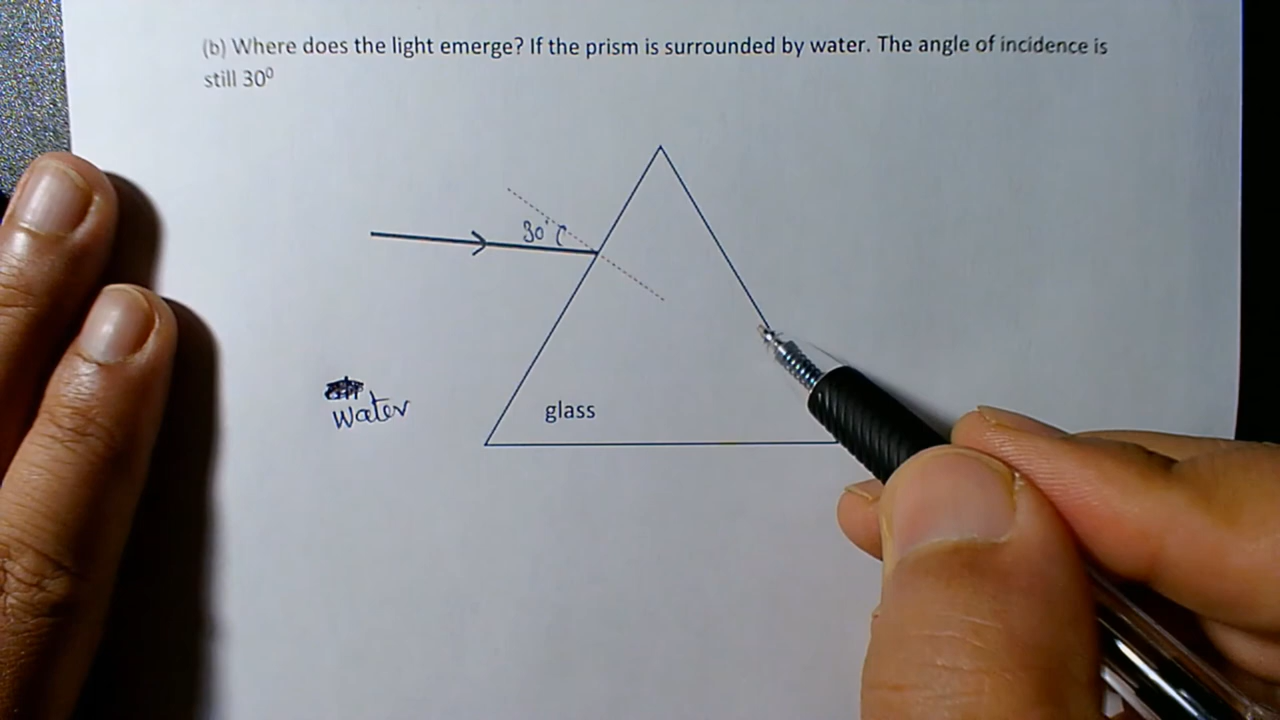 (b) Where does the light emerge? If the prism is surrounded by water. The angle of incidence is
still 30⁰
30°
Water
glass